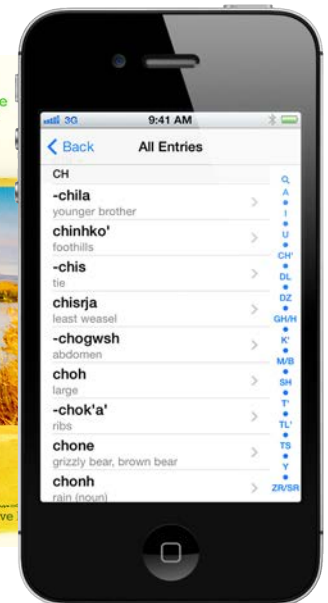 e
3G 9:41 AM
Back All Entries
CH
-chila
younger brother
chinhko'
foothills
-chis
tie
chisrja
least weasel
-chogwsh
abdomen
choh
large
-chok'a'
ribs
chone
grizzly bear, brown bear
chonh
rain (noun)
A
I
U
CH'
DL
DZ
GH/H
K'
M/B
SH
T'
TL'
TS
Y
ZR/SR
ve